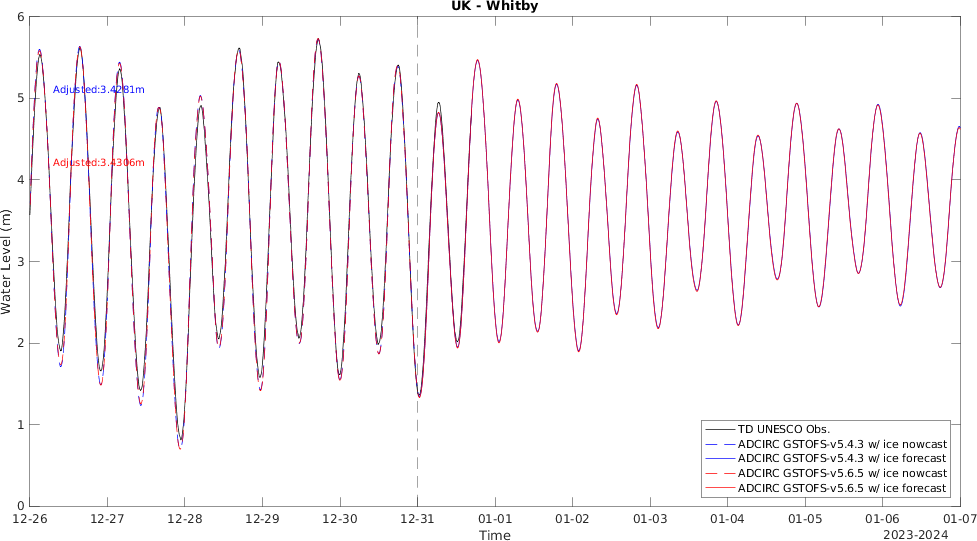 UK - Whitby
6
5
4
3
2
1
0
Water Level (m)
Adjusted:3.4281m
Adjusted:3.4306m
TD UNESCO Obs.
ADCIRC GSTOFS-v5.4.3 w/ ice nowcast
ADCIRC GSTOFS-v5.4.3 w/ ice forecast
ADCIRC GSTOFS-v5.6.5 w/ ice nowcast
ADCIRC GSTOFS-v5.6.5 w/ ice forecast
12-26 12-27 12-28 12-29 12-30 12-31 01-01 01-02 01-03 01-04 01-05 01-06 01-07
Time
2023-2024